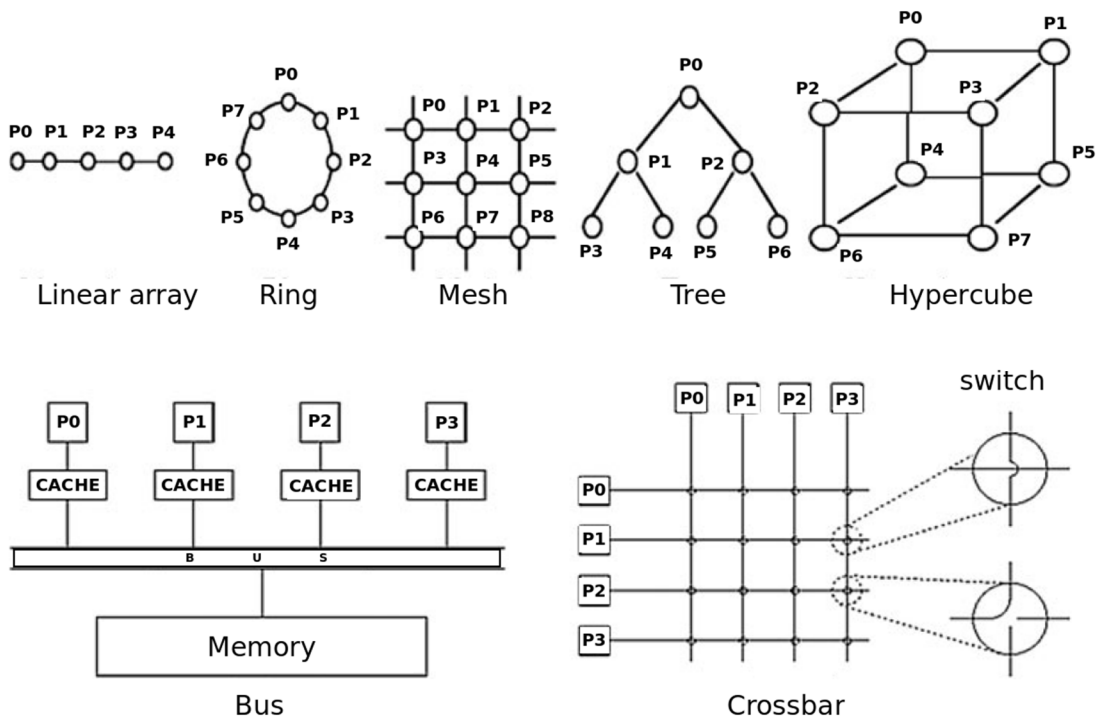 P0 P1 P2 P3 P4
Linear array
P0
P7 P1
P6 P2
P5 P3
P4
Ring
P0 P1 P2
P3 P4 P5
P6 P7 P8
Mesh
P0
P1 P2
P3 P4 P5 P6
Tree
P0 P1
P2 P3
P4 P5
P6 P7
Hypercube
P0 P1 P2 P3
CACHE CACHE CACHE CACHE
B U S
Memory
Bus
P0 P1 P2 P3
P0
P1
P2
P3
switch
Crossbar